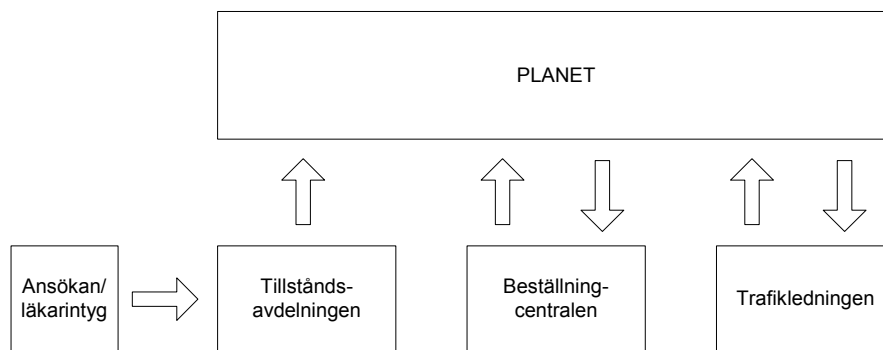 PLANET
Ansökan/
läkarintyg
Tillstånds-
avdelningen
Beställning-
centralen
Trafikledningen